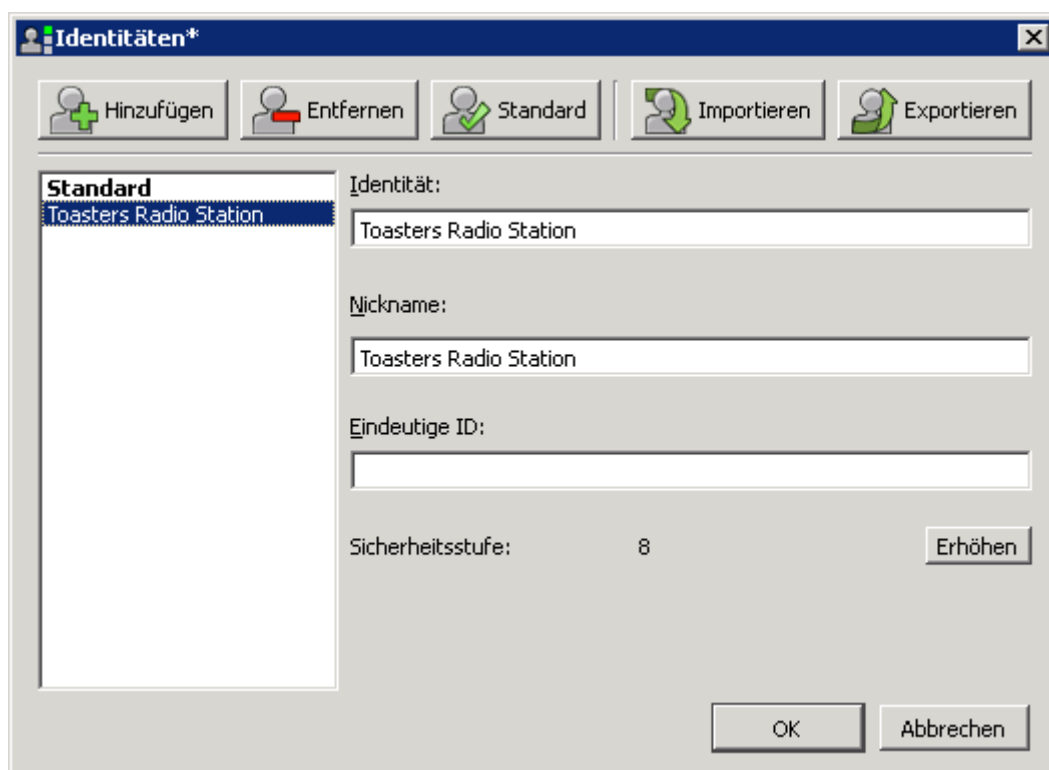 Identitäten*
Hinzufügen Entfernen Standard Importieren Exportieren
Standard
Toasters Radio Station
Identität:
Toasters Radio Station
Nickname:
Toasters Radio Station
Eindeutige ID:
Sicherheitsstufe: 8 Erhöhen
OK Abbrechen